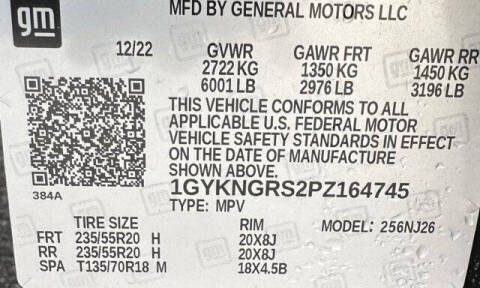 gm
MFD BY GENERAL MOTORS LLC
12/22 GVWR GAWR FRT GAWR RR
2722 KG 1350 KG 1450 KG
6001 LB 2976 LB 3196 LB
THIS VEHICLE CONFORMS TO ALL
APPLICABLE U.S. FEDERAL MOTOR
VEHICLE SAFETY STANDARDS IN EFFECT
ON THE DATE OF MANUFACTURE
SHOWN ABOVE.
384A
1GYKNGRS2PZ164745
TYPE: MPV
TIRE SIZE RIM MODEL: 256NJ26
FRT 235/55R20 H 20X8J
RR 235/55R20 H 20X8J
SPA T135/70R18 M 18X4.5B